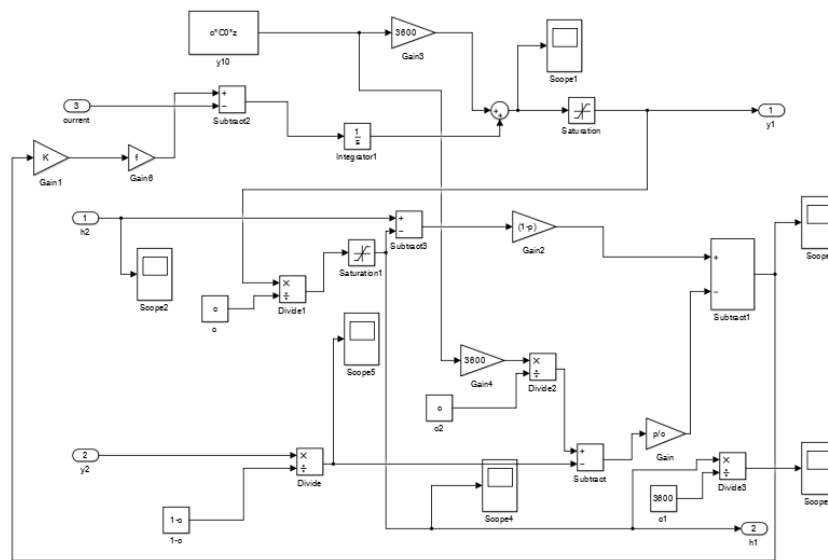 c*C0*z
y10
3600
Gain3
Scope1
3
current
+
−
Subtract2
1
s
Integrator1
+
+
Saturation
1
y1
K
Gain1
f
Gain6
1
h2
Scope2
+
−
Subtract3
(1-p)
Gain2
Saturation1
×
÷
Divide1
c
c
+
−
Subtract1
Scope
Scope5
3600
Gain4
×
÷
Divide2
c
c2
p/c
Gain
2
y2
×
÷
Divide
1-c
1-c
+
−
Subtract
Scope4
×
÷
Divide3
3600
c1
Scope
2
h1